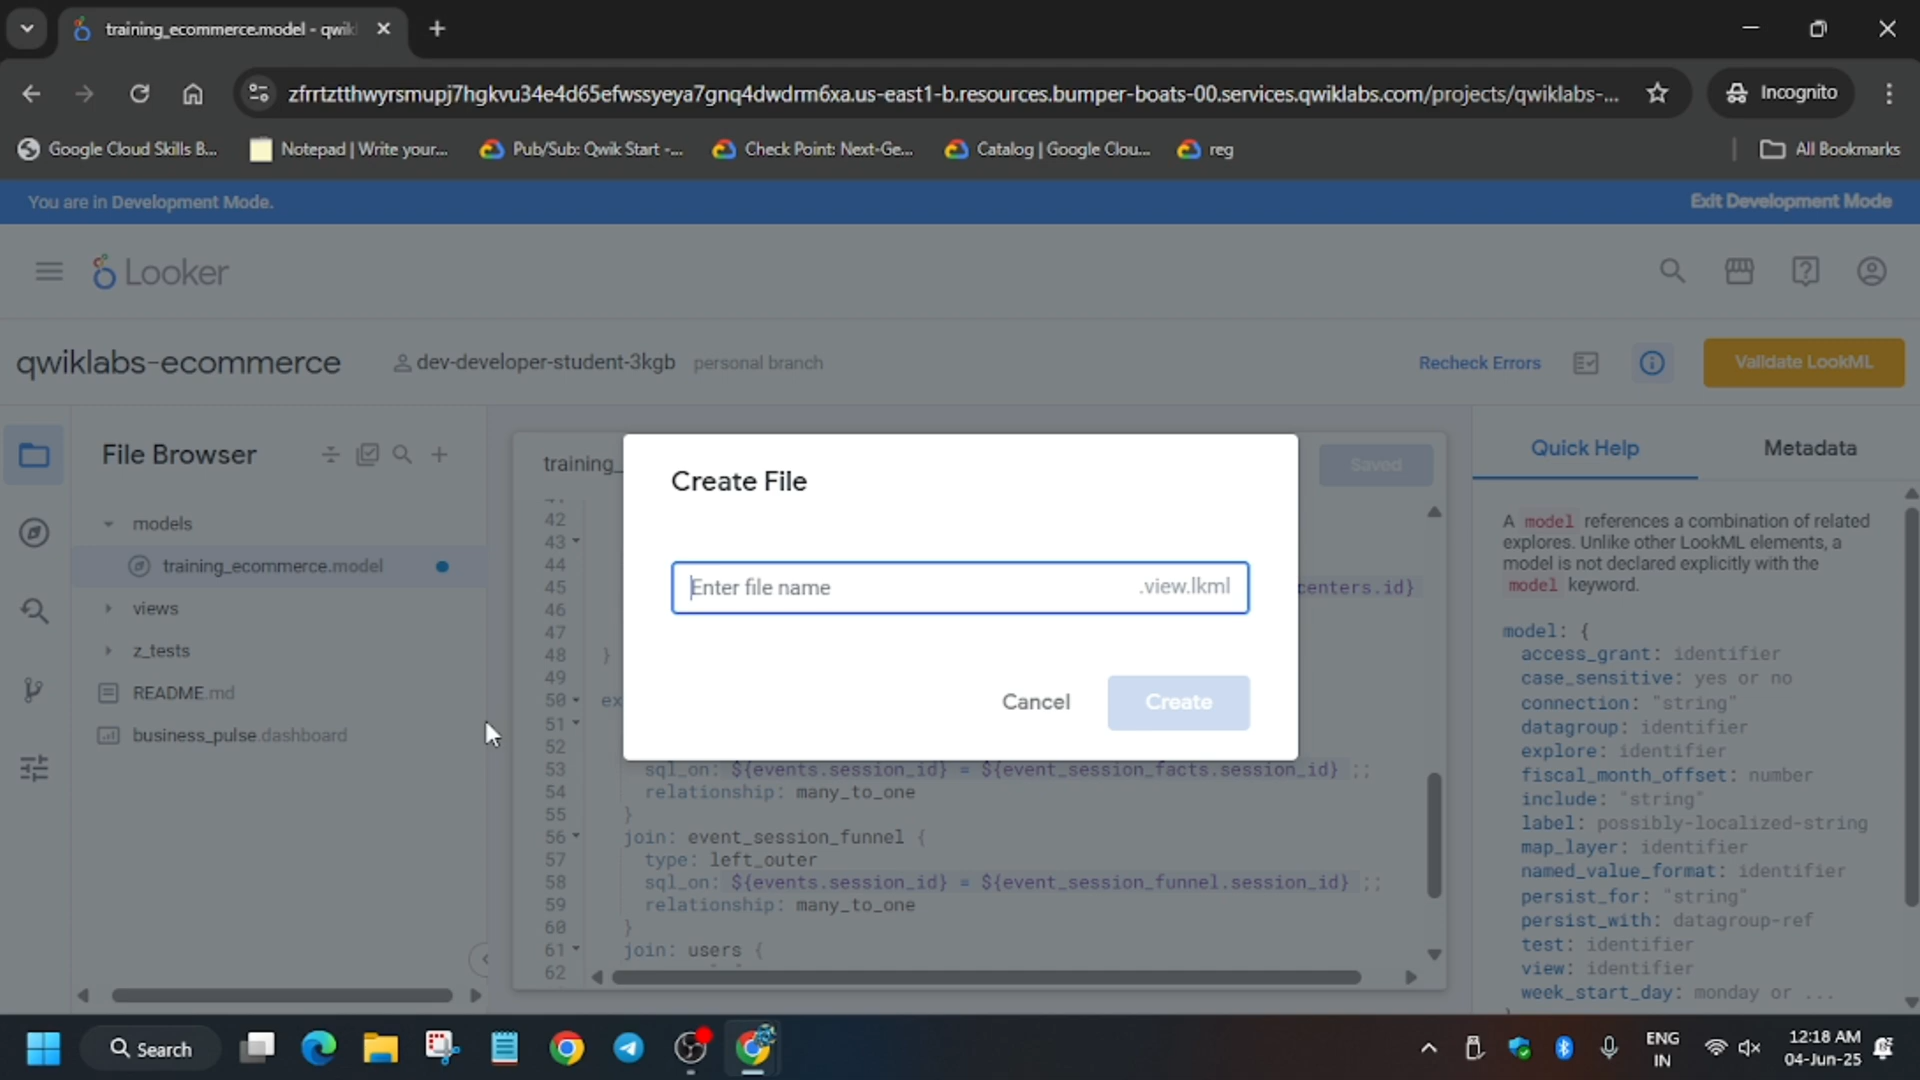 training_ecommerce.model - qwik
zfrrtztthwyrsmupj7hgkvu34e4d65efwssyeya7gnq4dwdrm6xa.us-east1-b.resources.bumper-boats-00.services.qwiklabs.com/projects/qwiklabs-...
Incognito
Google Cloud Skills B...
Notepad | Write your...
Pub/Sub: Qwik Start -...
Check Point: Next-Ge...
Catalog | Google Clou...
reg
All Bookmarks
You are in Development Mode.
Exit Development Mode
Looker
qwiklabs-ecommerce
dev-developer-student-3kgb personal branch
Recheck Errors
Validate LookML
File Browser
models
training_ecommerce.model
views
z_tests
README.md
business_pulse.dashboard
training_
Saved
Create File
Enter file name
.view.lkml
Cancel
Create
42
43
44
45 centers.id}
46
47
48 }
49
50 ex
51
52
53 sql_on: ${events.session_id} = ${event_session_facts.session_id} ;;
54 relationship: many_to_one
55 }
56 join: event_session_funnel {
57 type: left_outer
58 sql_on: ${events.session_id} = ${event_session_funnel.session_id} ;;
59 relationship: many_to_one
60 }
61 join: users {
62
Quick Help
Metadata
A model references a combination of related
explores. Unlike other LookML elements, a
model is not declared explicitly with the
model keyword.
model: {
access_grant: identifier
case_sensitive: yes or no
connection: "string"
datagroup: identifier
explore: identifier
fiscal_month_offset: number
include: "string"
label: possibly-localized-string
map_layer: identifier
named_value_format: identifier
persist_for: "string"
persist_with: datagroup-ref
test: identifier
view: identifier
week_start_day: monday or ...
Search
ENG
IN
12:18 AM
04-Jun-25